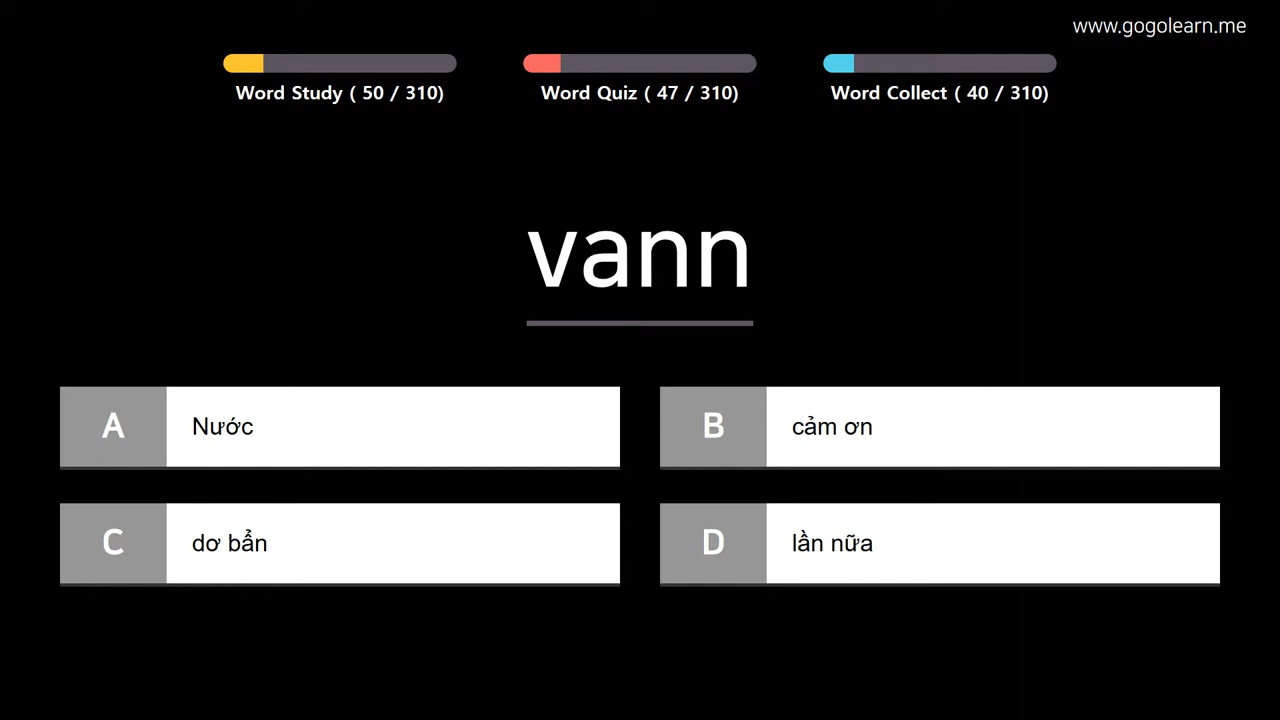 www.gogolearn.me
Word Study ( 50 / 310)
Word Quiz ( 47 / 310)
Word Collect ( 40 / 310)
vann
A Nước
B cảm ơn
C dơ bẩn
D lần nữa